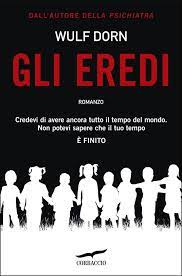 DALL'AUTORE DELLA PSICHIATRA
WULF DORN
GLI EREDI
ROMANZO
Credevi di avere ancora tutto il tempo del mondo.
Non potevi sapere che il tuo tempo
È FINITO
CORBACCIO